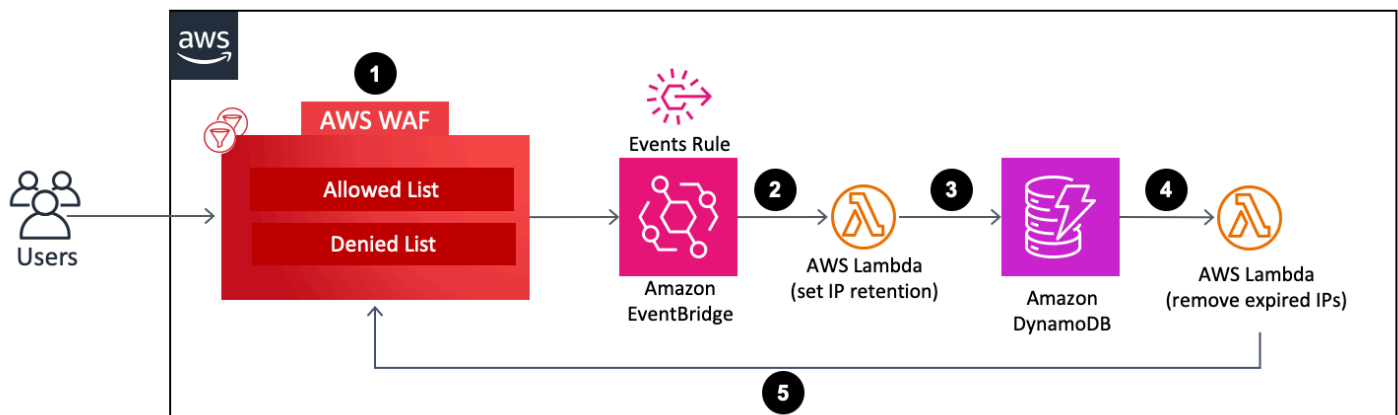 aws
1
AWS WAF
Allowed List
Denied List
Users
Events Rule
Amazon
EventBridge
2
AWS Lambda
(set IP retention)
3
Amazon
DynamoDB
4
AWS Lambda
(remove expired IPs)
5